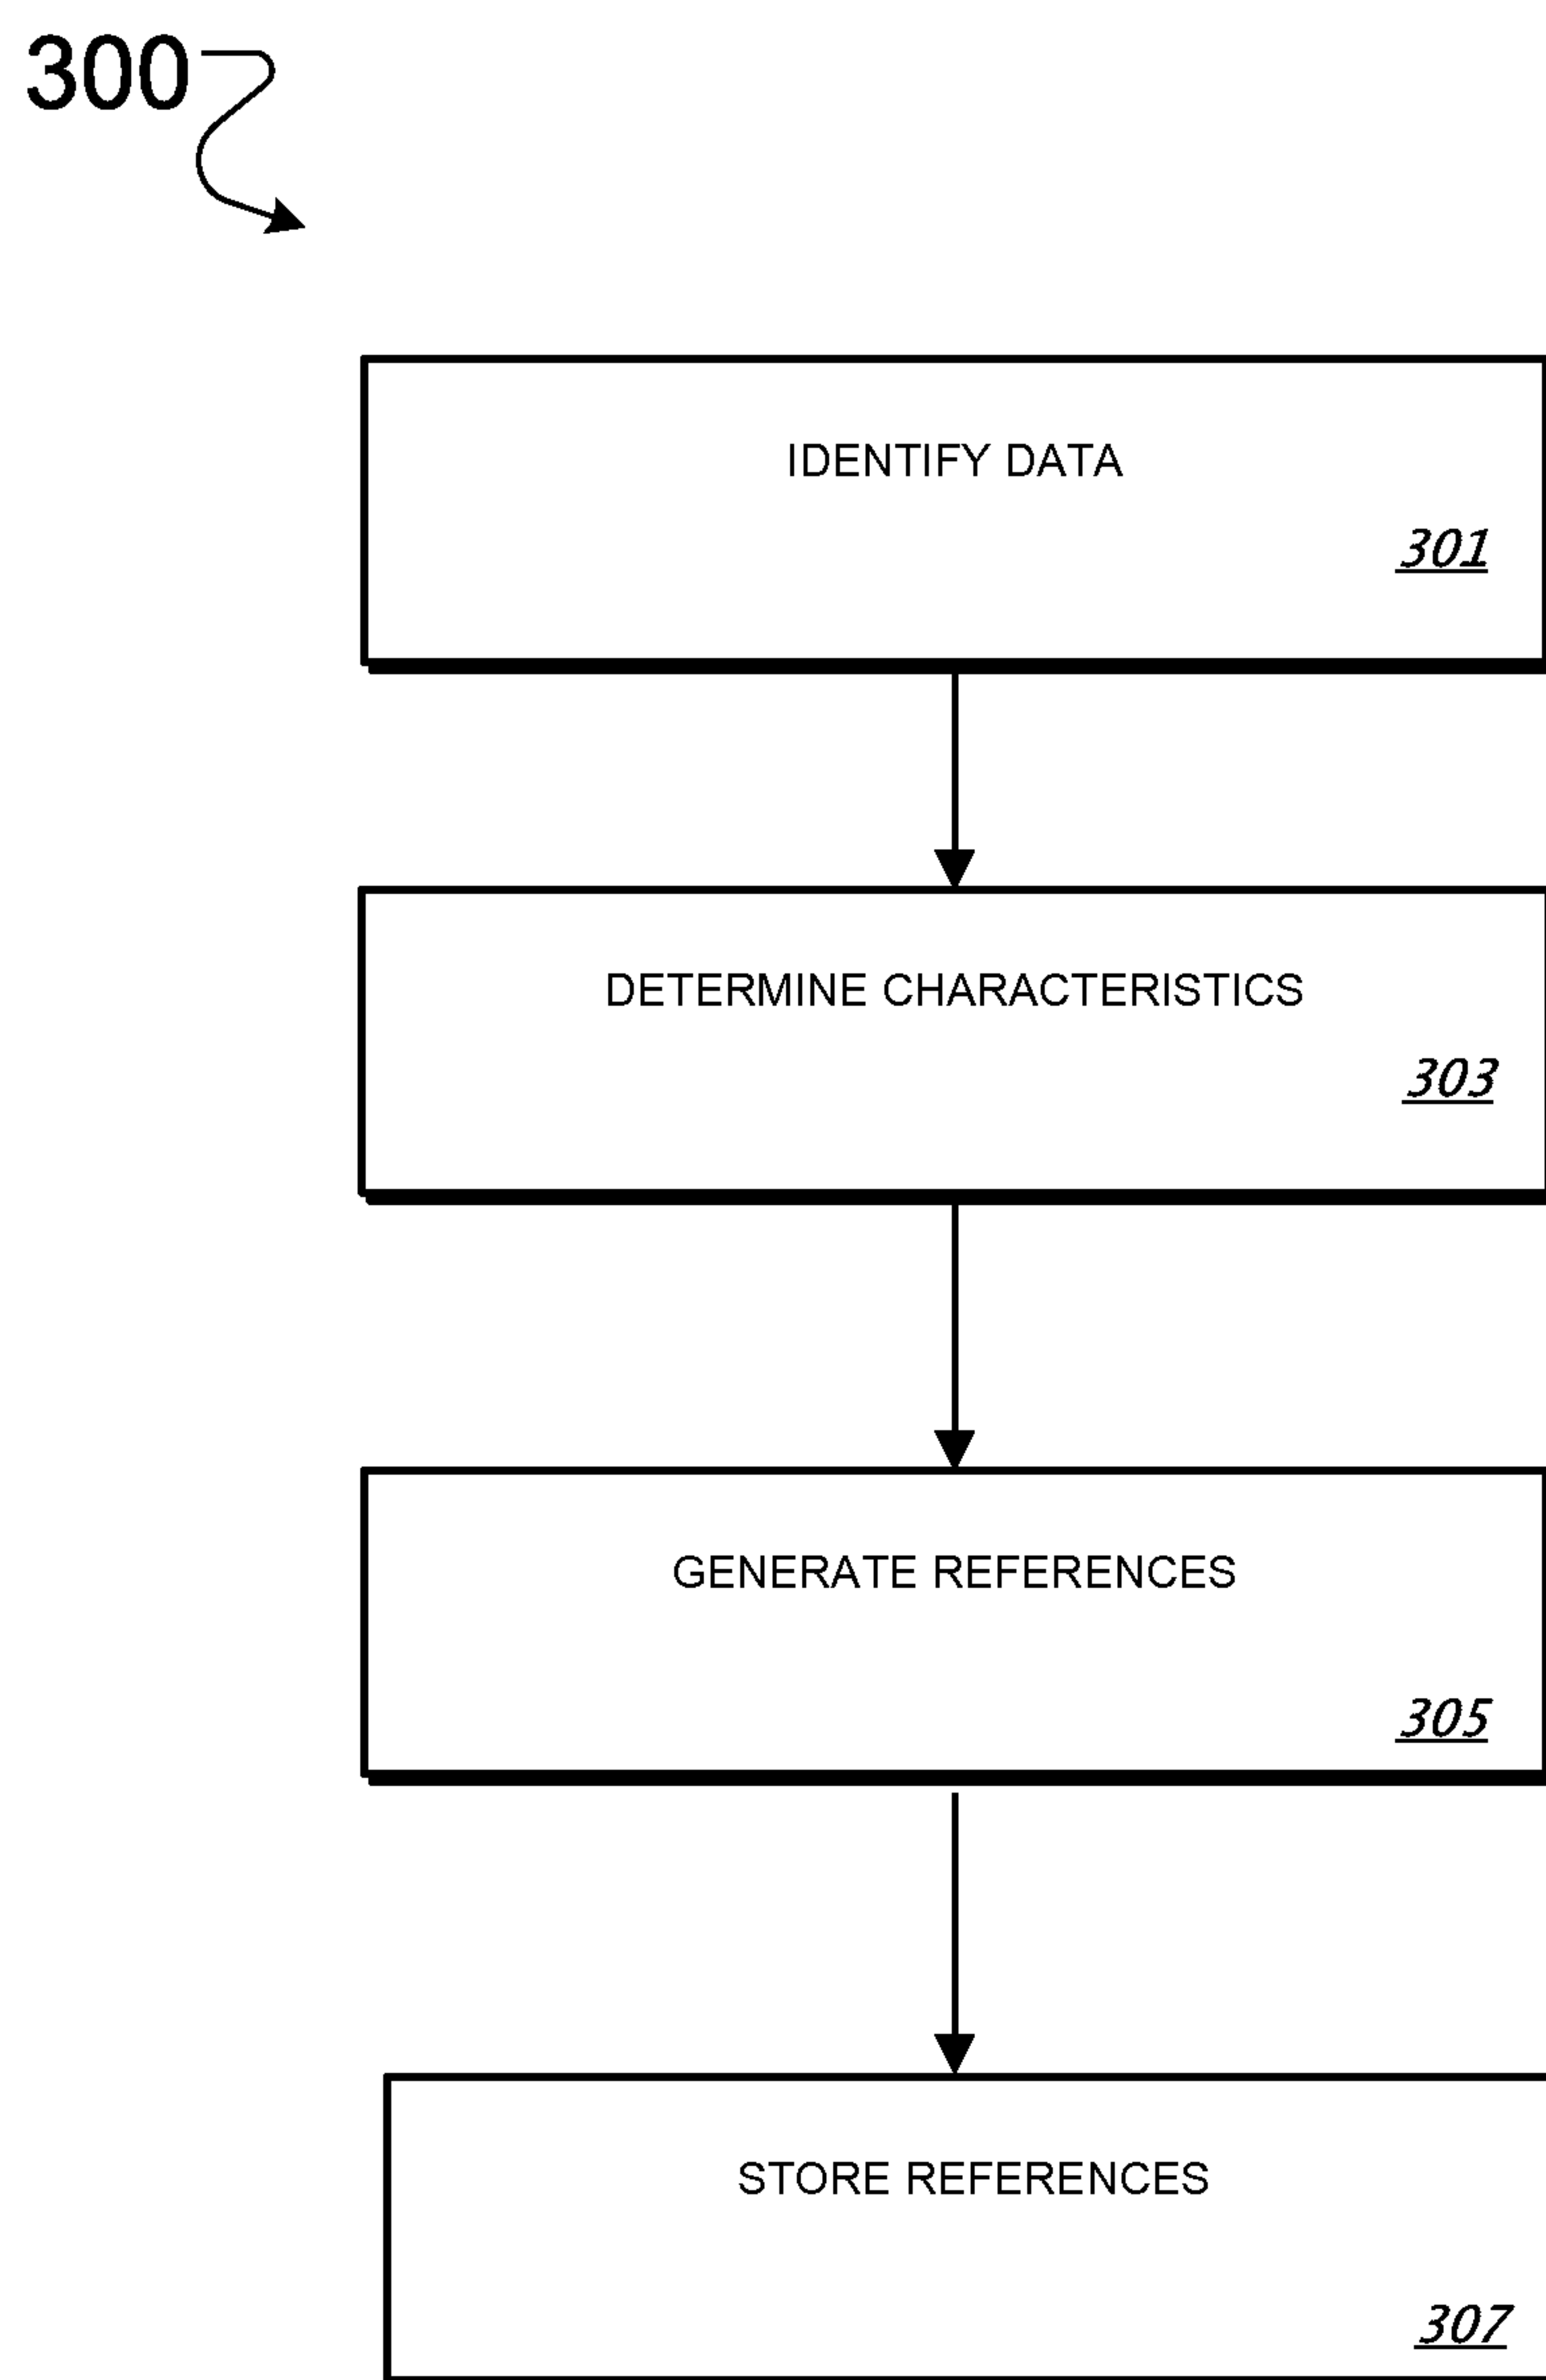 300
IDENTIFY DATA
301
DETERMINE CHARACTERISTICS
303
GENERATE REFERENCES
305
STORE REFERENCES
307